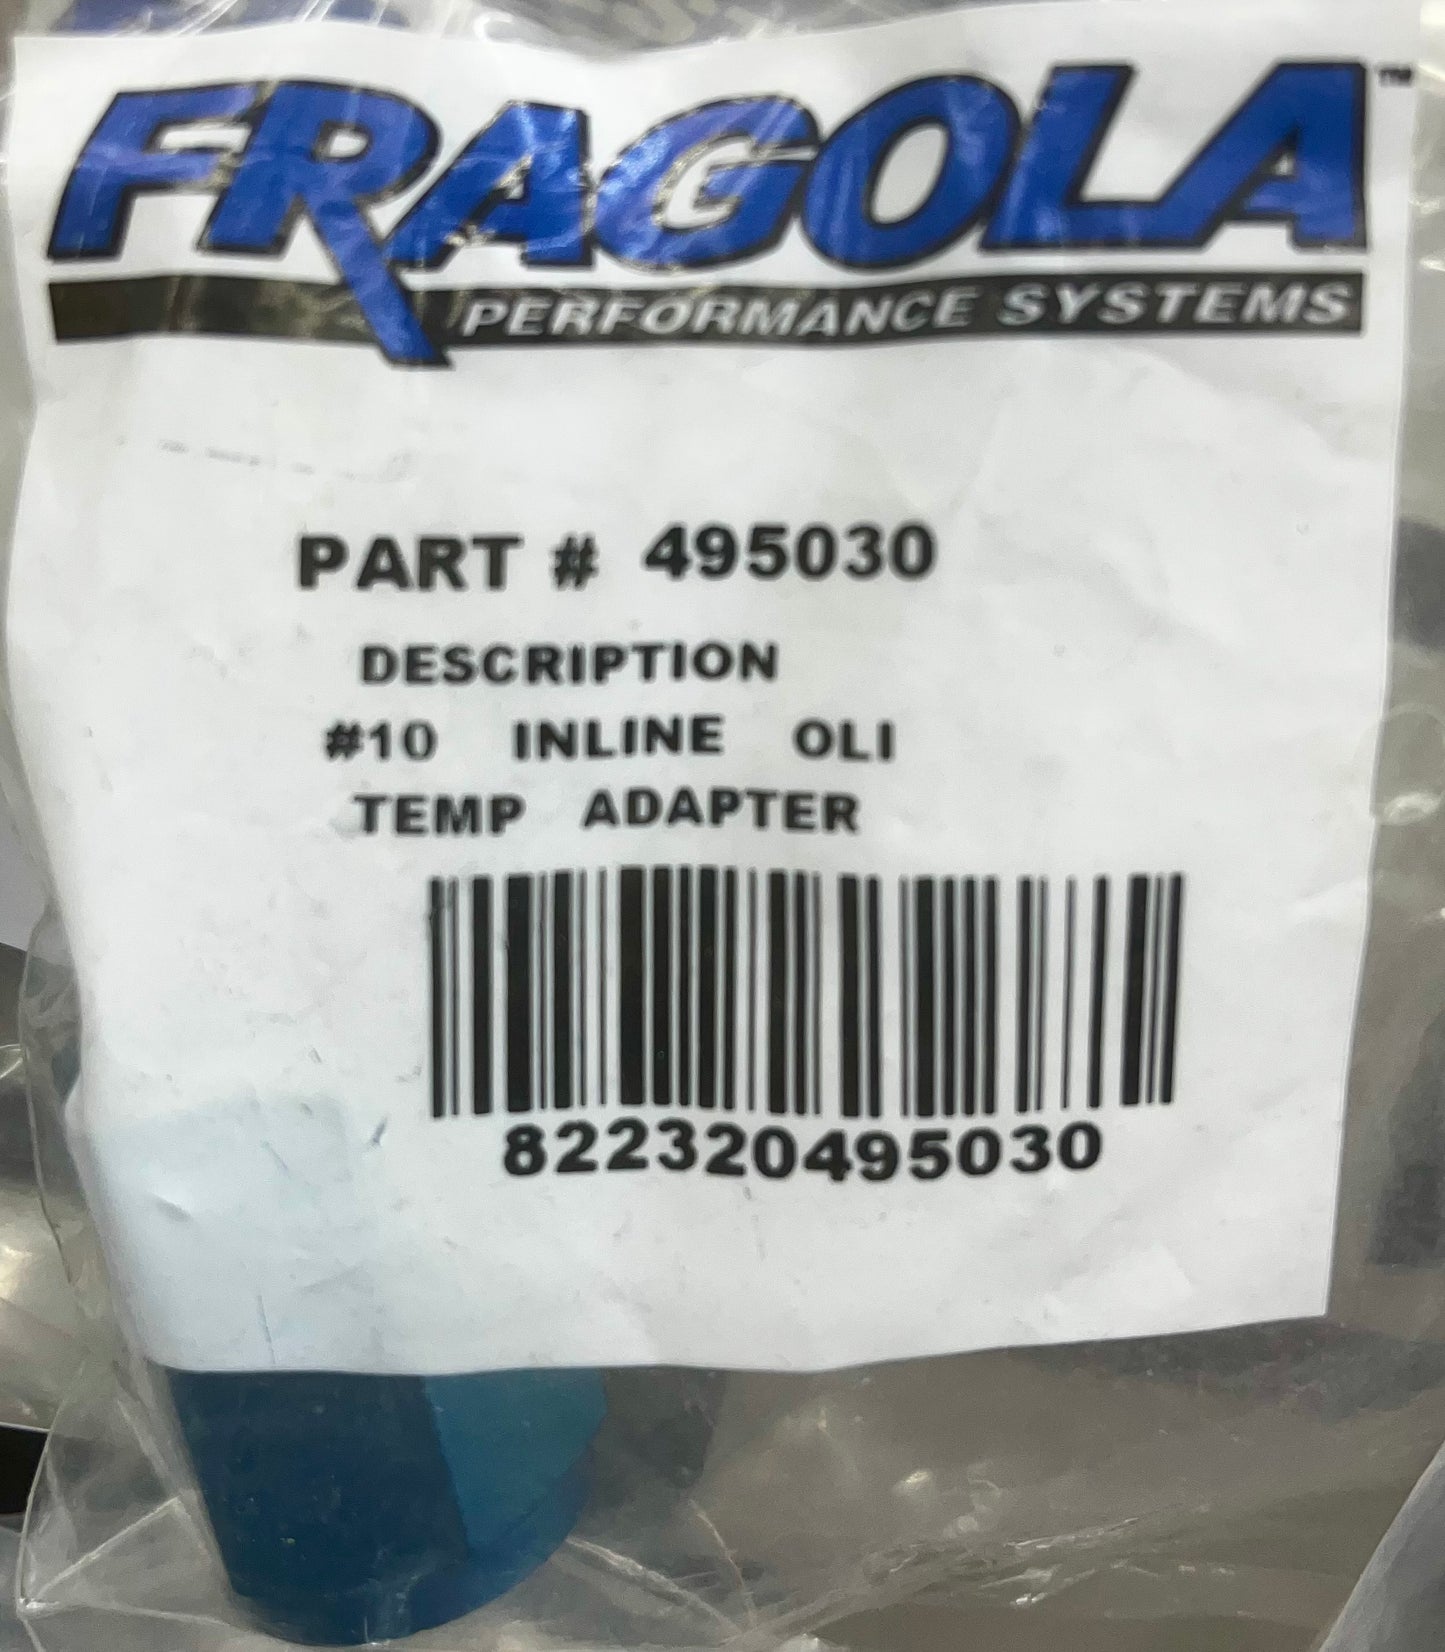 FRAGOLA™
PERFORMANCE SYSTEMS
PART # 495030
DESCRIPTION
#10 INLINE OLI
TEMP ADAPTER
822320495030